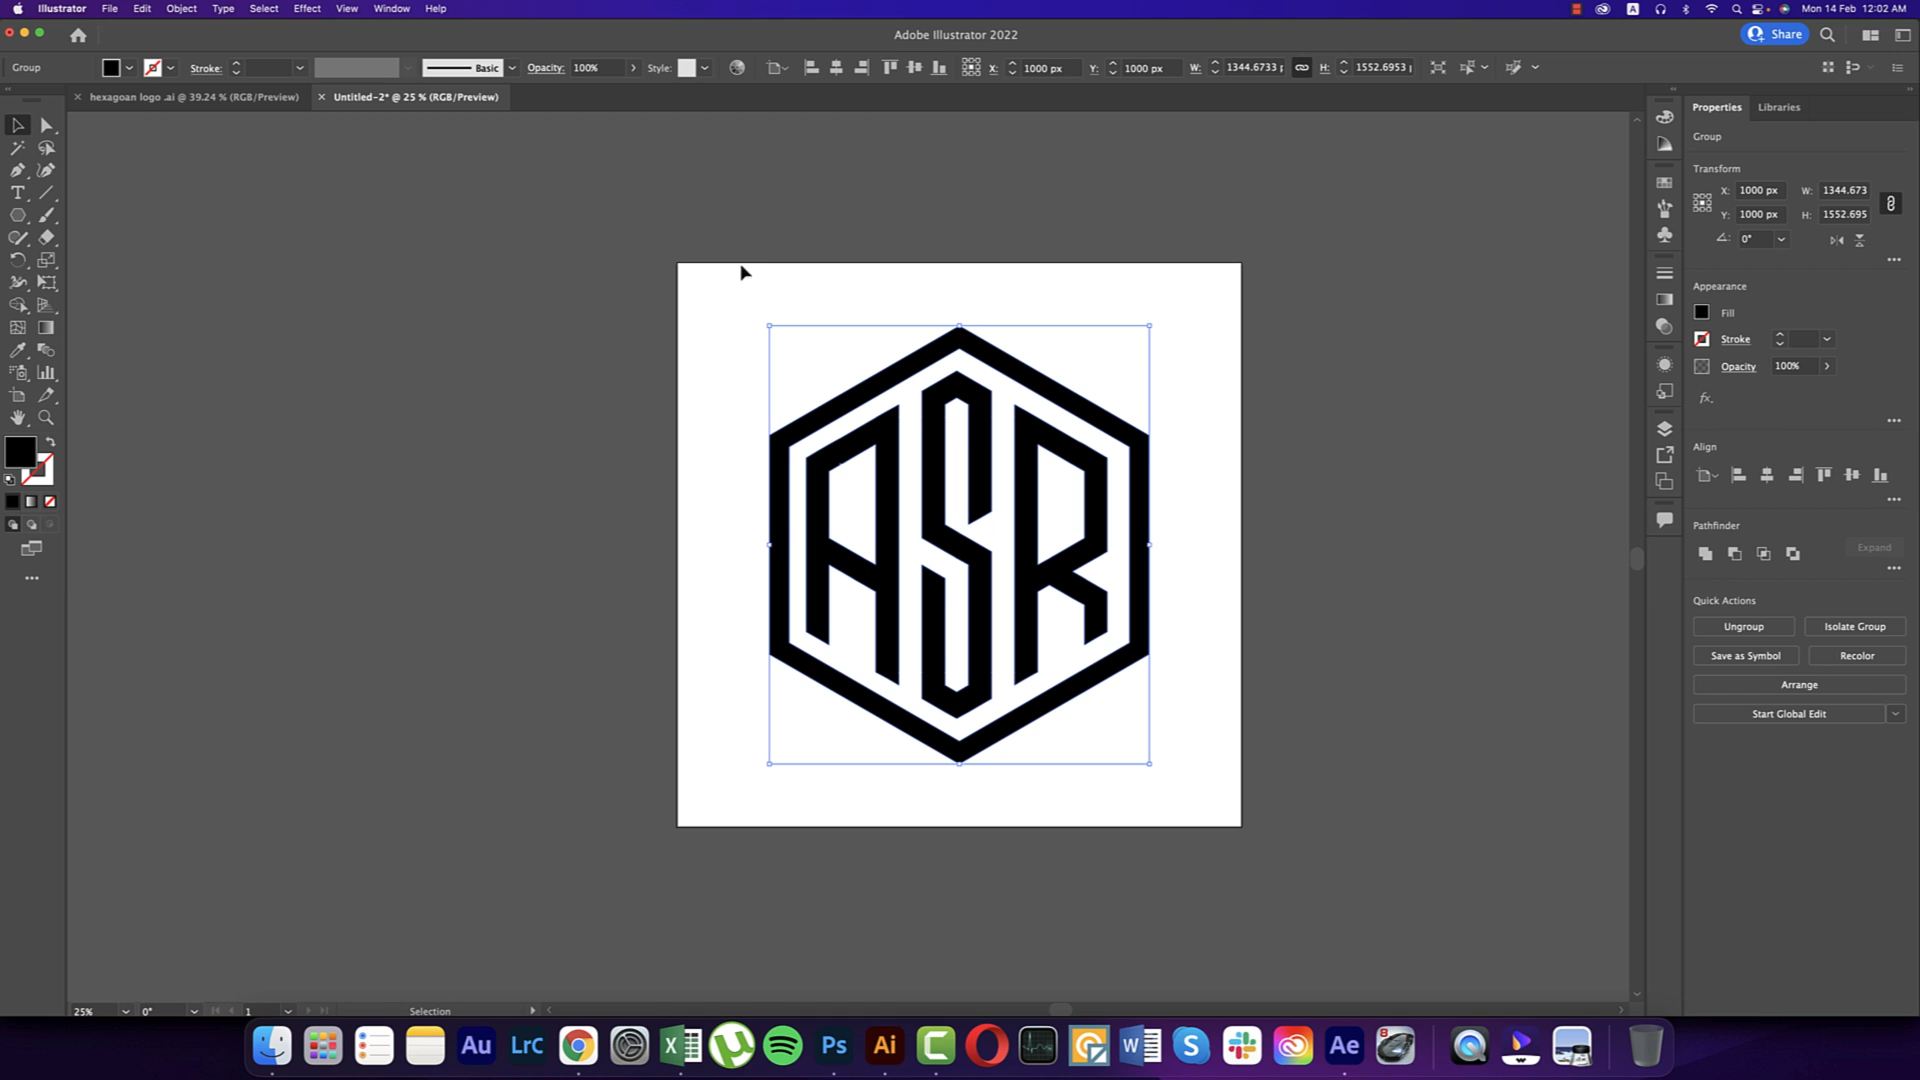 Illustrator File Edit Object Type Select Effect View Window Help A Mon 14 Feb 12:02 AM
Adobe Illustrator 2022 Share
Group Stroke: Basic Opacity: 100% Style: X: 1000 px Y: 1000 px W: 1344.6733 H: 1552.6953
hexagoan logo .ai @ 39.24 % (RGB/Preview) Untitled-2* @ 25 % (RGB/Preview)
Properties Libraries
Group
Transform
X: 1000 px W: 1344.673
Y: 1000 px H: 1552.695
0°
Appearance
Fill
Stroke
Opacity 100%
fx.
Align
Pathfinder
Expand
Quick Actions
Ungroup Isolate Group
Save as Symbol Recolor
Arrange
Start Global Edit
ASR
25% 0° 1 Selection
Au Lrc X Ps Ai C W S Ae